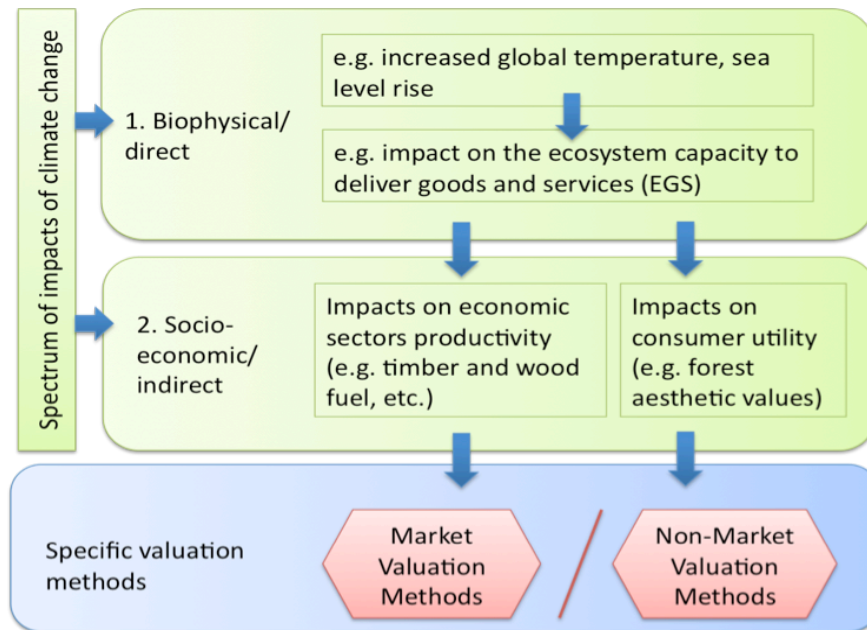 Spectrum of impacts of climate change
1. Biophysical/
direct
e.g. increased global temperature, sea
level rise
e.g. impact on the ecosystem capacity to
deliver goods and services (EGS)
2. Socio-
economic/
indirect
Impacts on economic
sectors productivity
(e.g. timber and wood
fuel, etc.)
Impacts on
consumer utility
(e.g. forest
aesthetic values)
Specific valuation
methods
Market
Valuation
Methods
/
Non-Market
Valuation
Methods